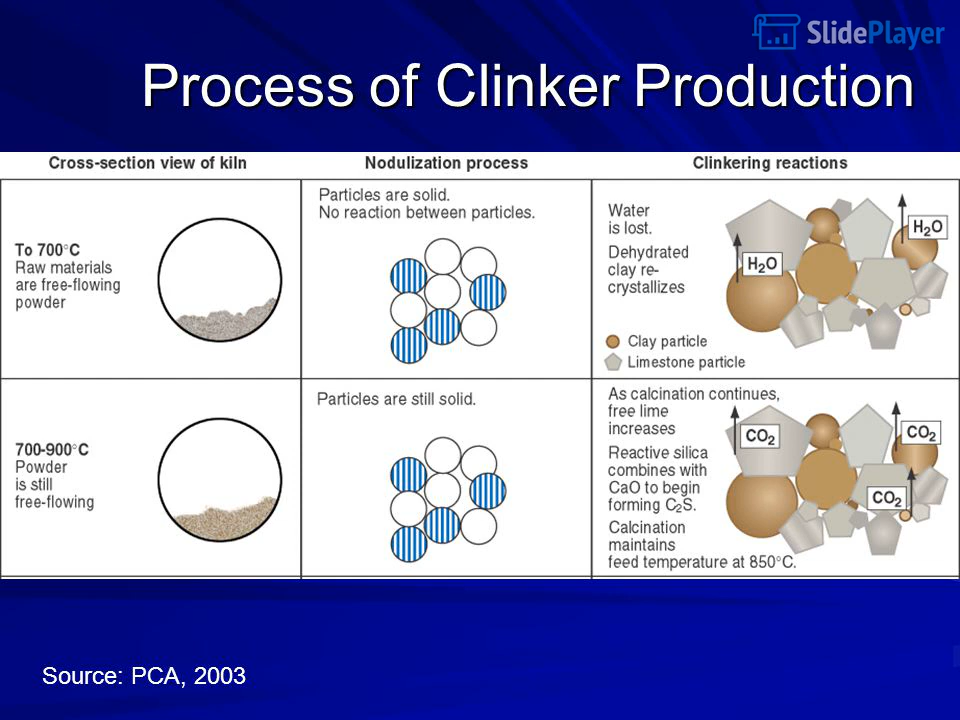 SlidePlayer
Process of Clinker Production
Cross-section view of kiln
Nodulization process
Clinkering reactions
To 700°C
Raw materials
are free-flowing
powder
Particles are solid.
No reaction between particles.
Water
is lost.
Dehydrated
clay re-
crystallizes
H₂O
H₂O
Clay particle
Limestone particle
700-900°C
Powder
is still
free-flowing
Particles are still solid.
As calcination continues,
free lime
increases
Reactive silica
combines with
CaO to begin
forming C₂S.
Calcination
maintains
feed temperature at 850°C.
CO₂
CO₂
CO₂
Source: PCA, 2003